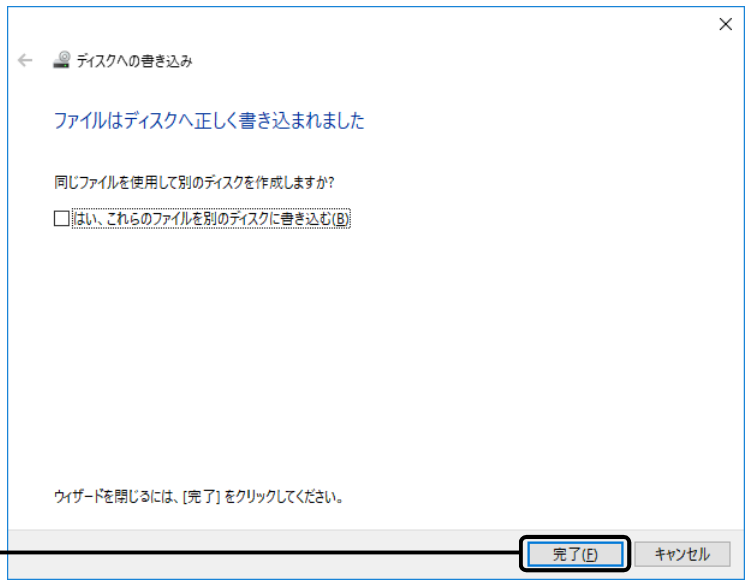 ディスクへの書き込み
ファイルはディスクへ正しく書き込まれました
同じファイルを使用して別のディスクを作成しますか?
はい、これらのファイルを別のディスクに書き込む(B)
ウィザードを閉じるには、[完了] をクリックしてください。
完了(F) キャンセル